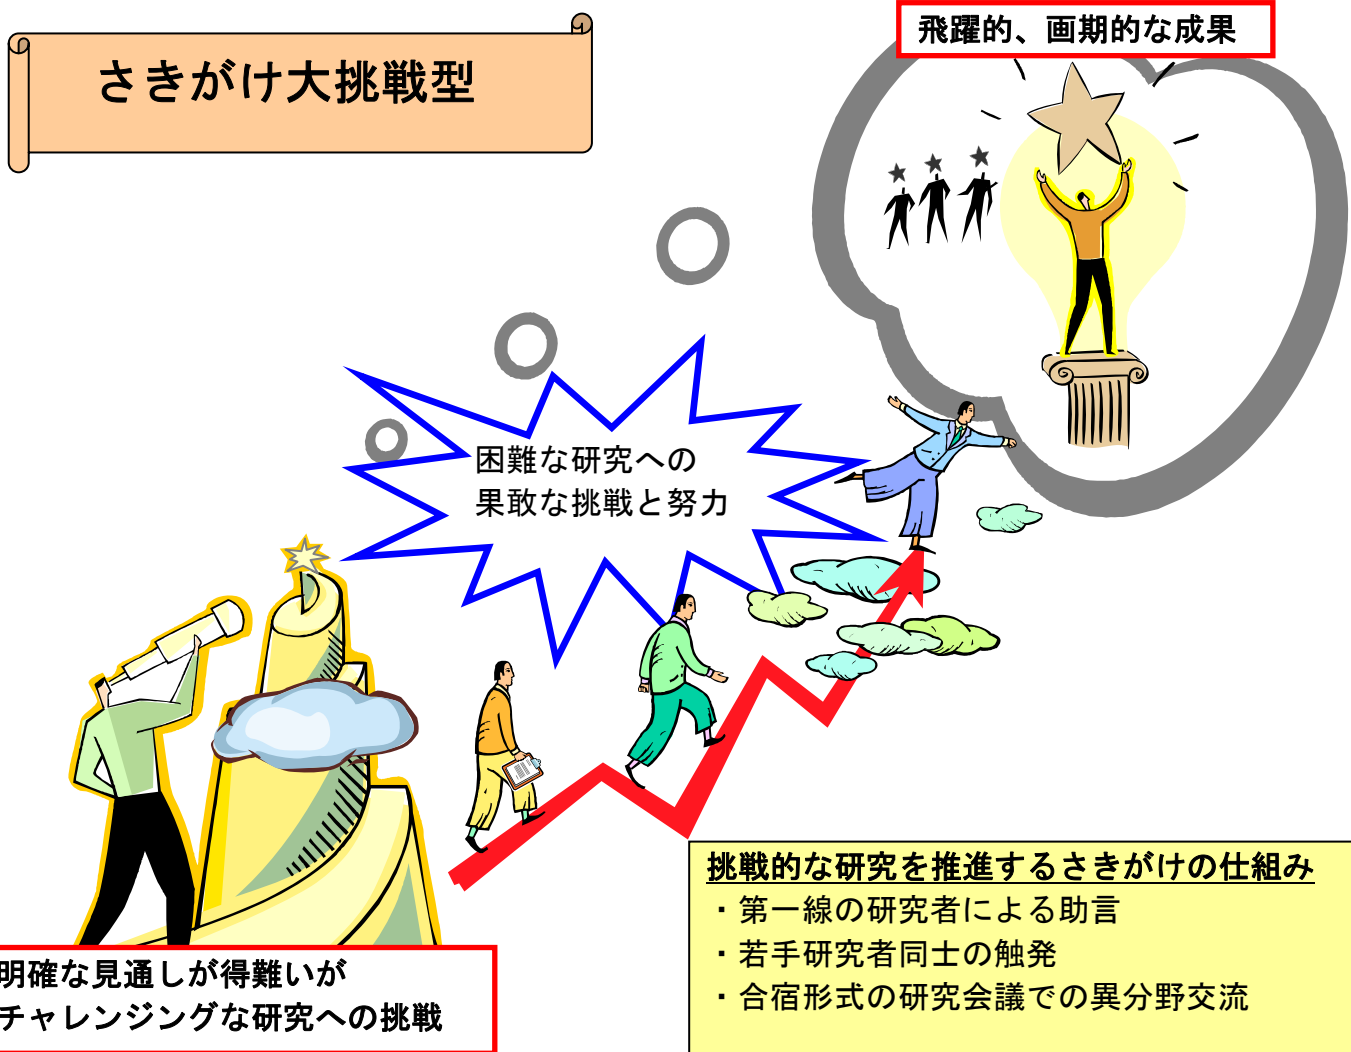 さきがけ大挑戦型
飛躍的、画期的な成果
困難な研究への
果敢な挑戦と努力
明確な見通しが得難いが
チャレンジングな研究への挑戦
挑戦的な研究を推進するさきがけの仕組み
・第一線の研究者による助言
・若手研究者同士の触発
・合宿形式の研究会議での異分野交流